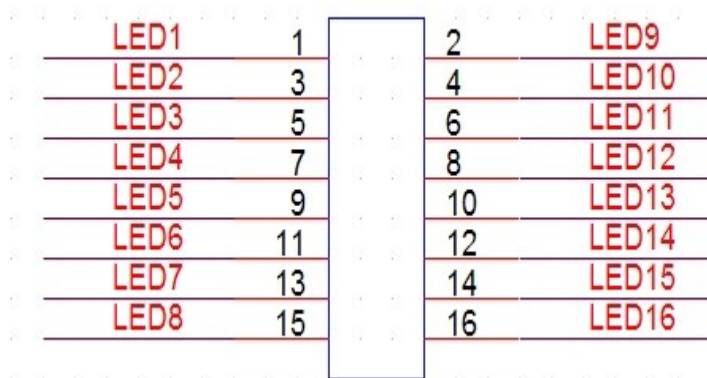 LED1 1 2 LED9
LED2 3 4 LED10
LED3 5 6 LED11
LED4 7 8 LED12
LED5 9 10 LED13
LED6 11 12 LED14
LED7 13 14 LED15
LED8 15 16 LED16